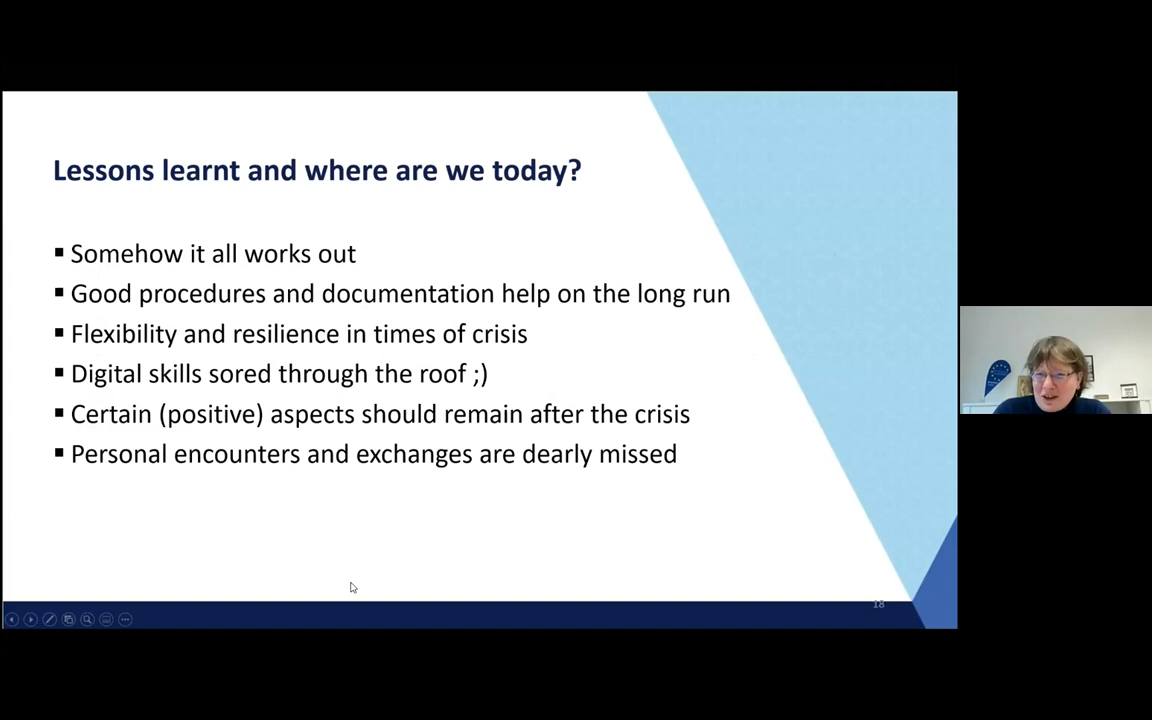 Lessons learnt and where are we today?
▪ Somehow it all works out
▪ Good procedures and documentation help on the long run
▪ Flexibility and resilience in times of crisis
▪ Digital skills sored through the roof ;)
▪ Certain (positive) aspects should remain after the crisis
▪ Personal encounters and exchanges are dearly missed
18